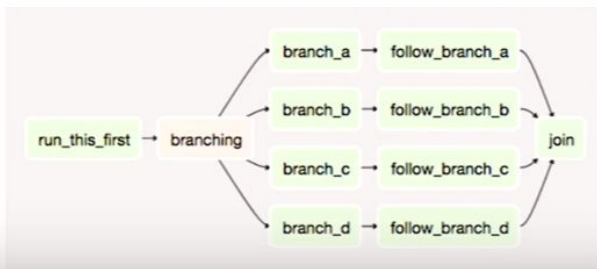 branch_a
follow_branch_a
branch_b
follow_branch_b
run_this_first
branching
join
branch_c
follow_branch_c
branch_d
follow_branch_d